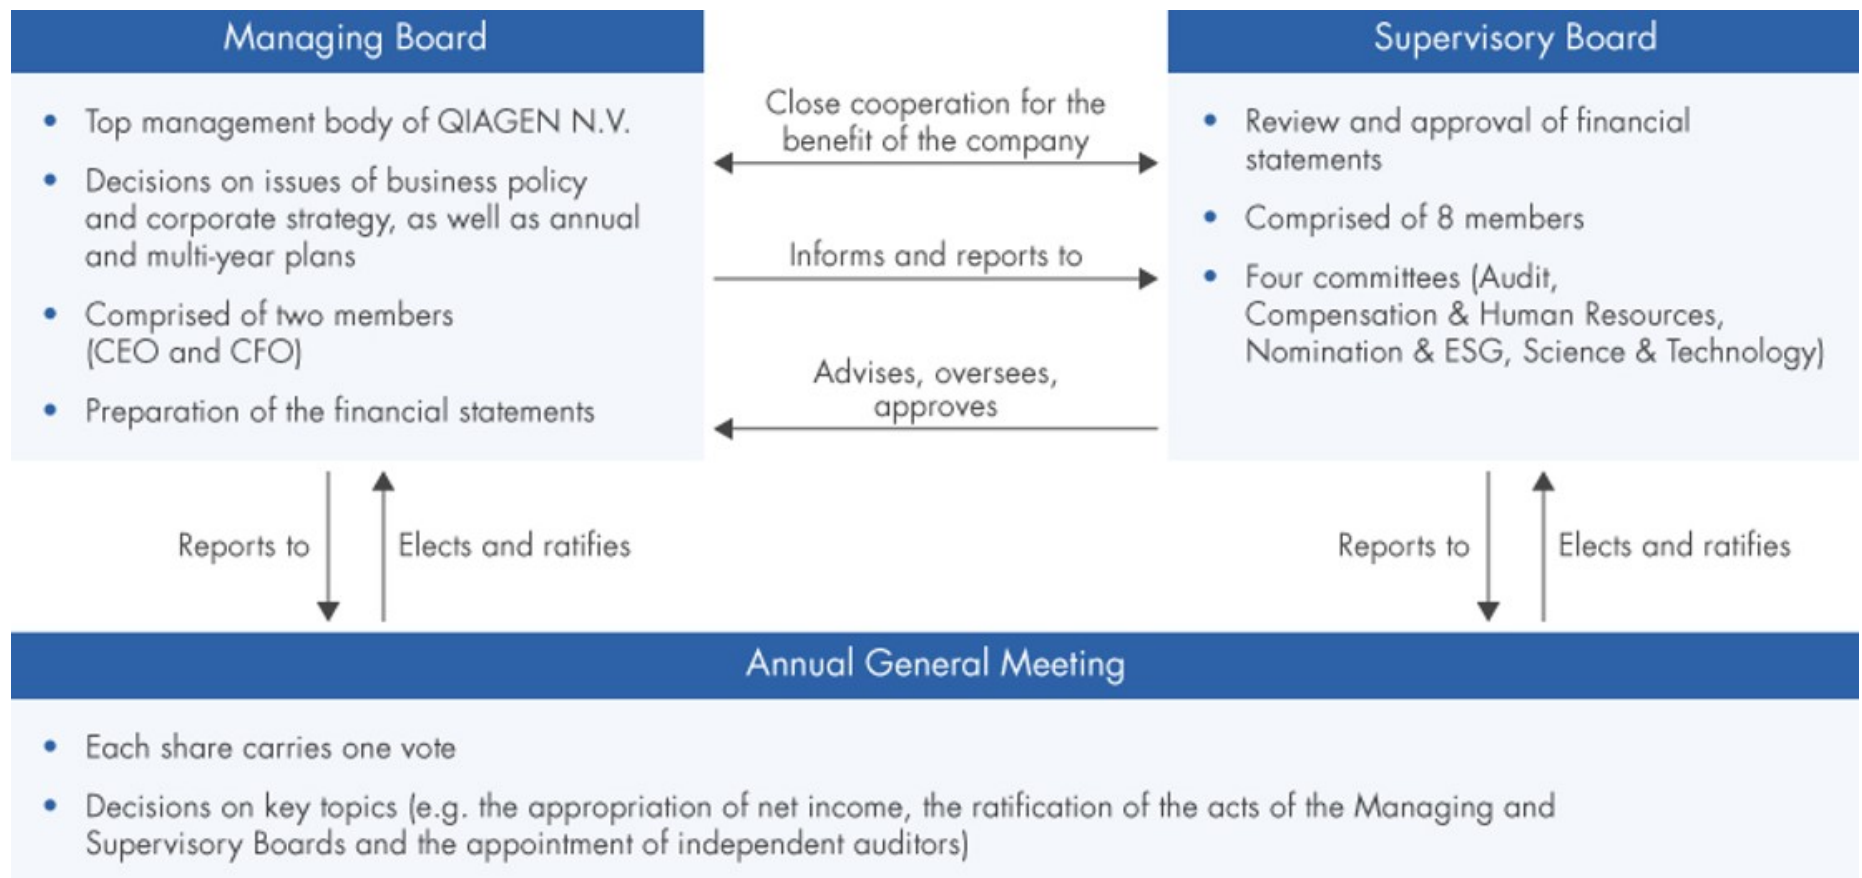 Managing Board
• Top management body of QIAGEN N.V.
• Decisions on issues of business policy
and corporate strategy, as well as annual
and multi-year plans
• Comprised of two members
(CEO and CFO)
• Preparation of the financial statements
Close cooperation for the
benefit of the company
Informs and reports to
Advises, oversees,
approves
Supervisory Board
• Review and approval of financial
statements
• Comprised of 8 members
• Four committees (Audit,
Compensation & Human Resources,
Nomination & ESG, Science & Technology)
Reports to
Elects and ratifies
Reports to
Elects and ratifies
Annual General Meeting
• Each share carries one vote
• Decisions on key topics (e.g. the appropriation of net income, the ratification of the acts of the Managing and
Supervisory Boards and the appointment of independent auditors)